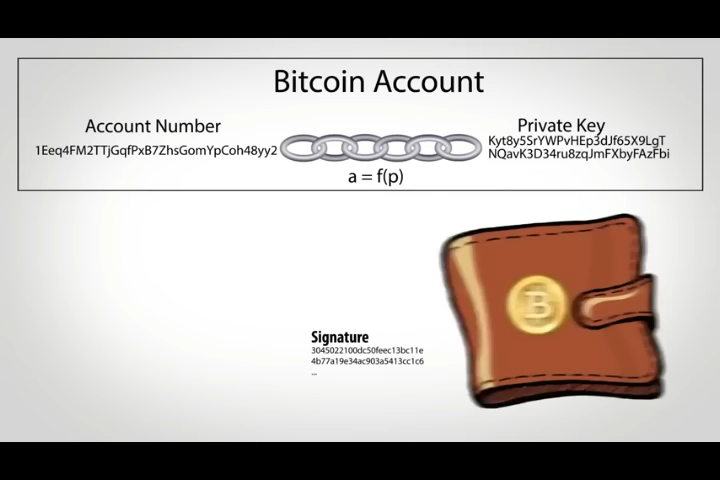 Bitcoin Account
Account Number
Private Key
1Eeq4FM2TTjGqfPxB7ZhsGomYpCoh48yy2
Kyt8y5SrYWPvHEp3dJf65X9LgT
NQavK3D34ru8zqJmFXbyFAzFbi
a = f(p)
B
Signature
3045022100dc50feec13bc11e
4b77a19e34ac903a5413cc1c6
...